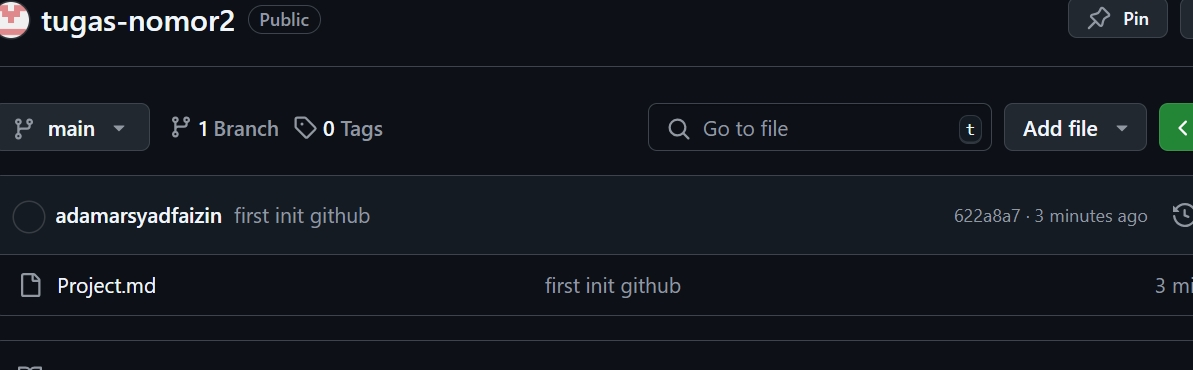 tugas-nomor2 Public Pin
main 1 Branch 0 Tags Go to file t Add file
adamarsyadfaizin first init github 622a8a7 · 3 minutes ago
Project.md first init github 3